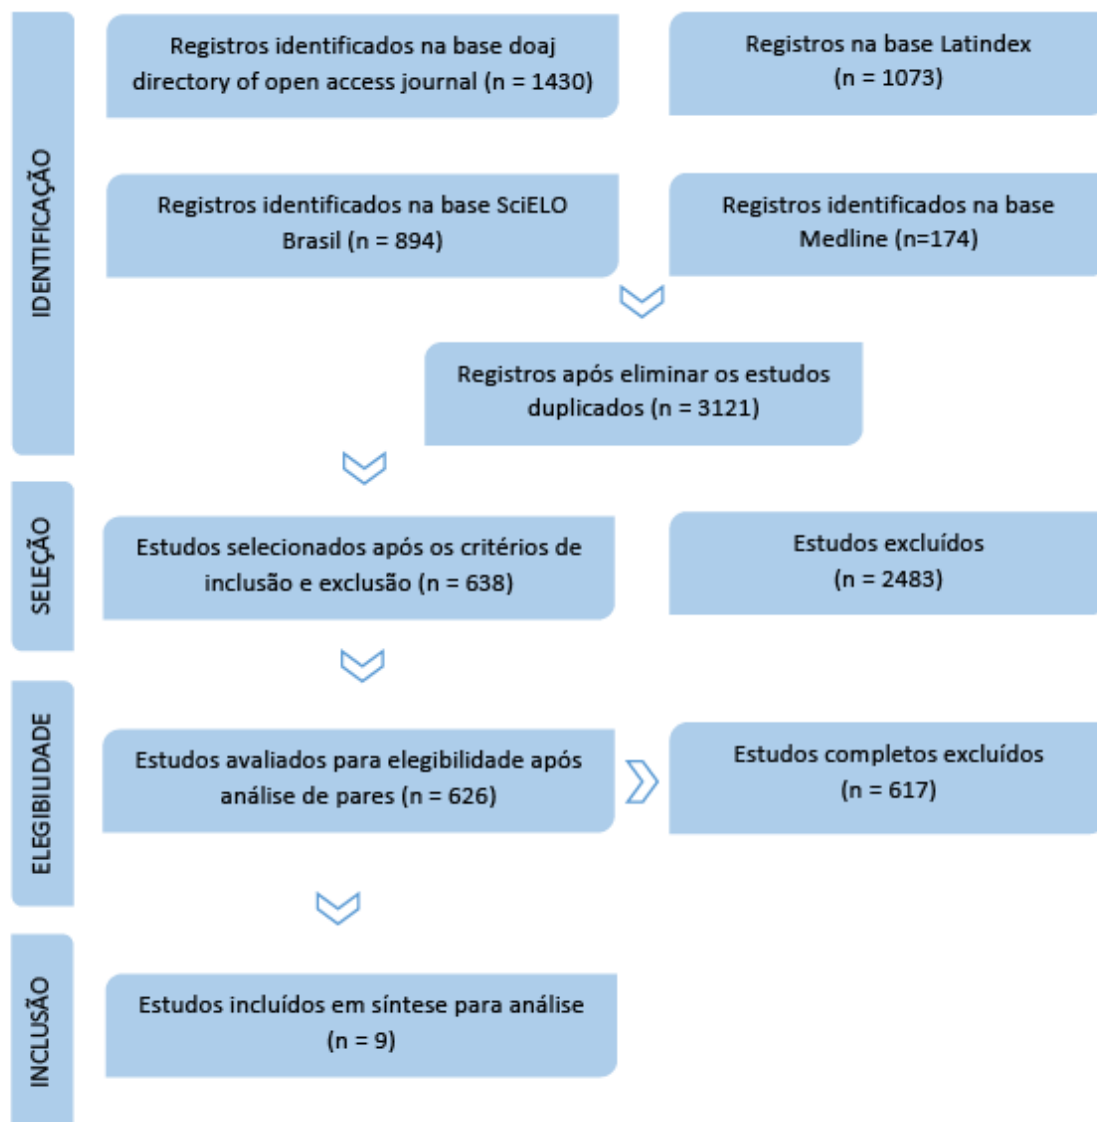 IDENTIFICAÇÃO
Registros identificados na base doaj
directory of open access journal (n = 1430)
Registros na base Latindex
(n = 1073)
Registros identificados na base SciELO
Brasil (n = 894)
Registros identificados na base
Medline (n=174)
Registros após eliminar os estudos
duplicados (n = 3121)
SELEÇÃO
Estudos selecionados após os critérios de
inclusão e exclusão (n = 638)
Estudos excluídos
(n = 2483)
ELEGIBILIDADE
Estudos avaliados para elegibilidade após
análise de pares (n = 626)
Estudos completos excluídos
(n = 617)
INCLUSÃO
Estudos incluídos em síntese para análise
(n = 9)